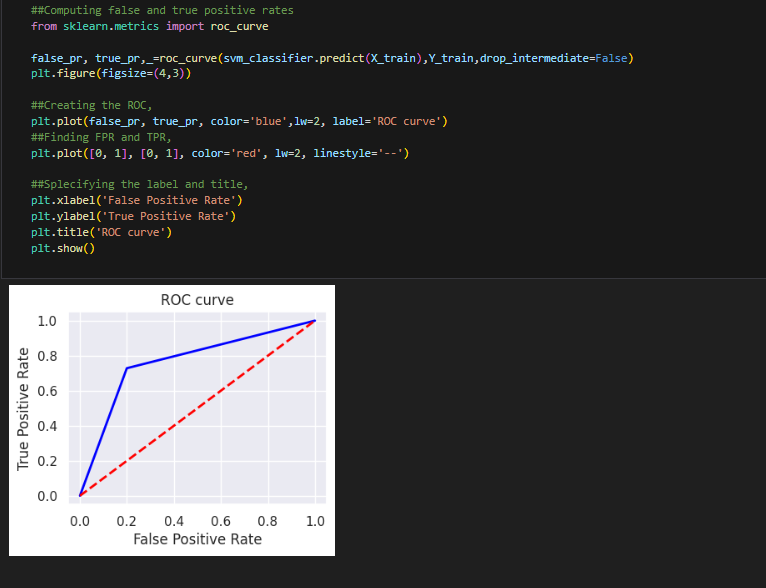 ##Computing false and true positive rates
from sklearn.metrics import roc_curve
false_pr, true_pr,_=roc_curve(svm_classifier.predict(X_train),Y_train,drop_intermediate=False)
plt.figure(figsize=(4,3))
##Creating the ROC,
plt.plot(false_pr, true_pr, color='blue',lw=2, label='ROC curve')
##Finding FPR and TPR,
plt.plot([0, 1], [0, 1], color='red', lw=2, linestyle='--')
##Splecifying the label and title,
plt.xlabel('False Positive Rate')
plt.ylabel('True Positive Rate')
plt.title('ROC curve')
plt.show()
ROC curve
True Positive Rate
1.0
0.8
0.6
0.4
0.2
0.0
0.0 0.2 0.4 0.6 0.8 1.0
False Positive Rate